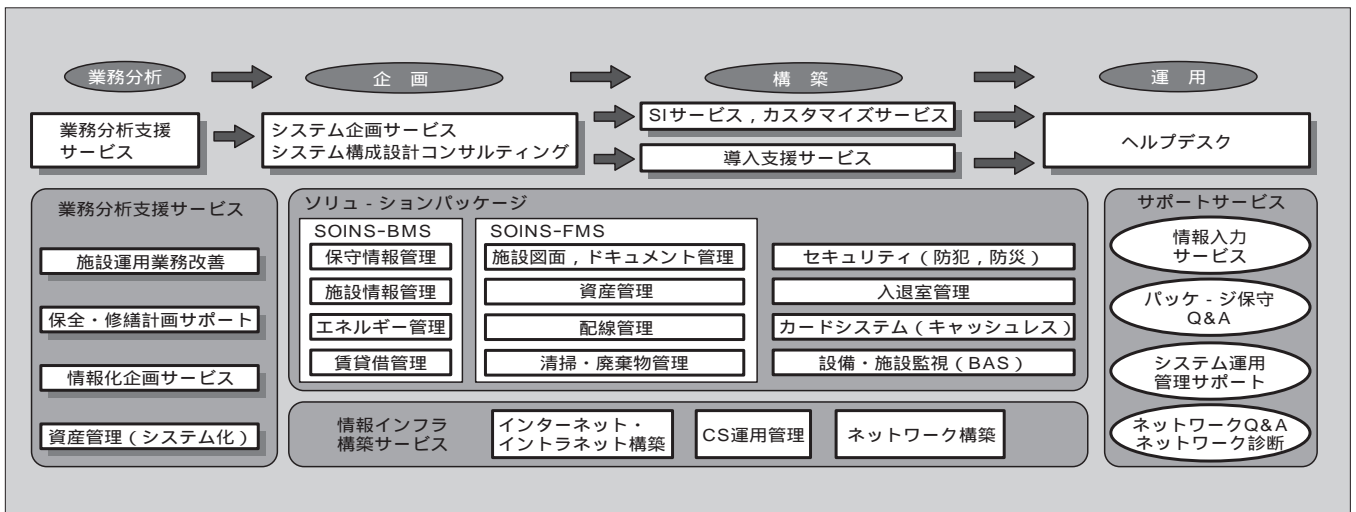 業務分析
企 画
構 築
運 用
業務分析支援
サービス
システム企画サービス
システム構成設計コンサルティング
SIサービス，カスタマイズサービス
導入支援サービス
ヘルプデスク
業務分析支援サービス
施設運用業務改善
保全・修繕計画サポート
情報化企画サービス
資産管理（システム化）
ソリュ-ションパッケージ
SOINS-BMS
保守情報管理
施設情報管理
エネルギー管理
賃貸借管理
SOINS-FMS
施設図面，ドキュメント管理
資産管理
配線管理
清掃・廃棄物管理
セキュリティ（防犯，防災）
入退室管理
カードシステム（キャッシュレス）
設備・施設監視（BAS）
情報インフラ
構築サービス
インターネット・
イントラネット構築
CS運用管理
ネットワーク構築
サポートサービス
情報入力
サービス
パッケ-ジ保守
Q&A
システム運用
管理サポート
ネットワークQ&A
ネットワーク診断